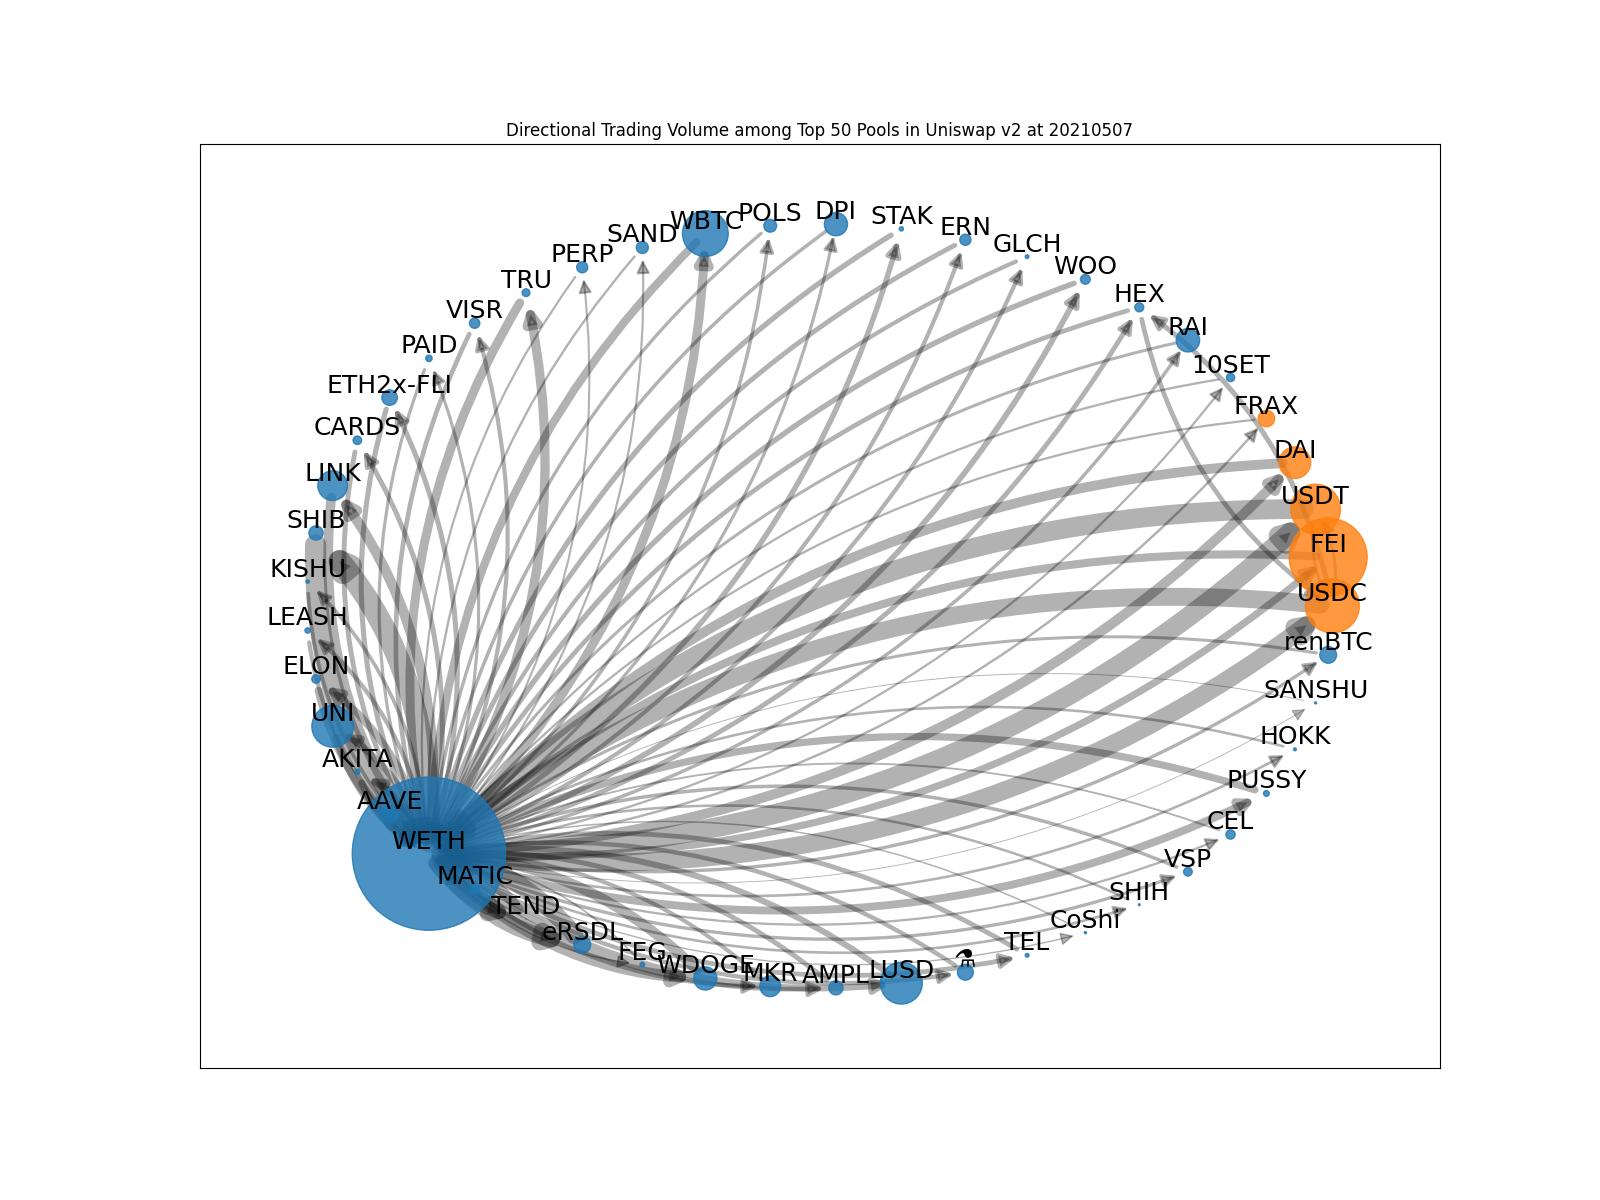 Directional Trading Volume among Top 50 Pools in Uniswap v2 at 20210507
WBTC
POLS
DPI
STAK
ERN
SAND
GLCH
PERP
WOO
TRU
HEX
VISR
RAI
PAID
10SET
ETH2x-FLI
FRAX
CARDS
DAI
LINK
USDT
SHIB
FEI
KISHU
USDC
LEASH
renBTC
ELON
SANSHU
UNI
HOKK
AKITA
PUSSY
AAVE
CEL
WETH
VSP
MATIC
SHIH
TEND
CoShi
eRSDL
TEL
FEG
⚗
WDOGE
MKR
AMPL
LUSD